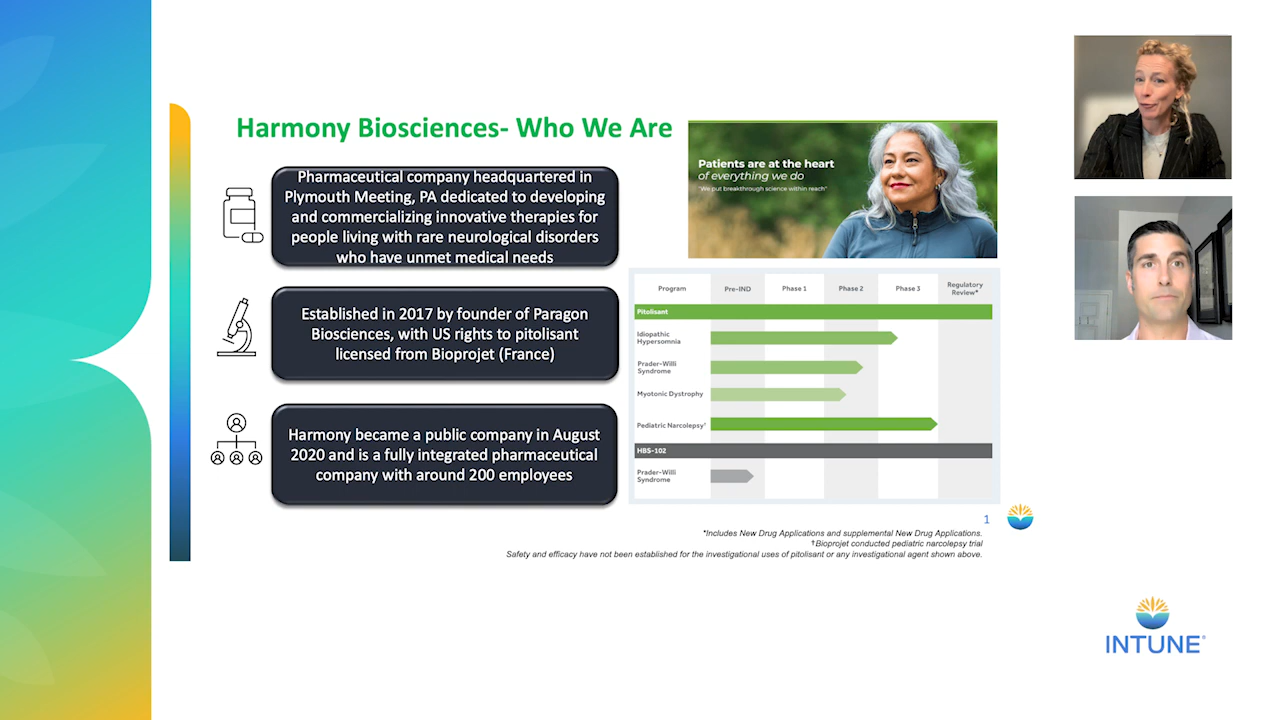 Harmony Biosciences- Who We Are
Pharmaceutical company headquartered in
Plymouth Meeting, PA dedicated to developing
and commercializing innovative therapies for
people living with rare neurological disorders
who have unmet medical needs
Established in 2017 by founder of Paragon
Biosciences, with US rights to pitolisant
licensed from Bioprojet (France)
Harmony became a public company in August
2020 and is a fully integrated pharmaceutical
company with around 200 employees
Patients are at the heart
of everything we do
"We put breakthrough science within reach"
Program Pre-IND Phase 1 Phase 2 Phase 3 Regulatory
Review*
Pitolisant
Idiopathic
Hypersomnia
Prader-Willi
Syndrome
Myotonic Dystrophy
Pediatric Narcolepsy†
HBS-102
Prader-Willi
Syndrome
1
*Includes New Drug Applications and supplemental New Drug Applications.
†Bioprojet conducted pediatric narcolepsy trial
Safety and efficacy have not been established for the investigational uses of pitolisant or any investigational agent shown above.
INTUNE®